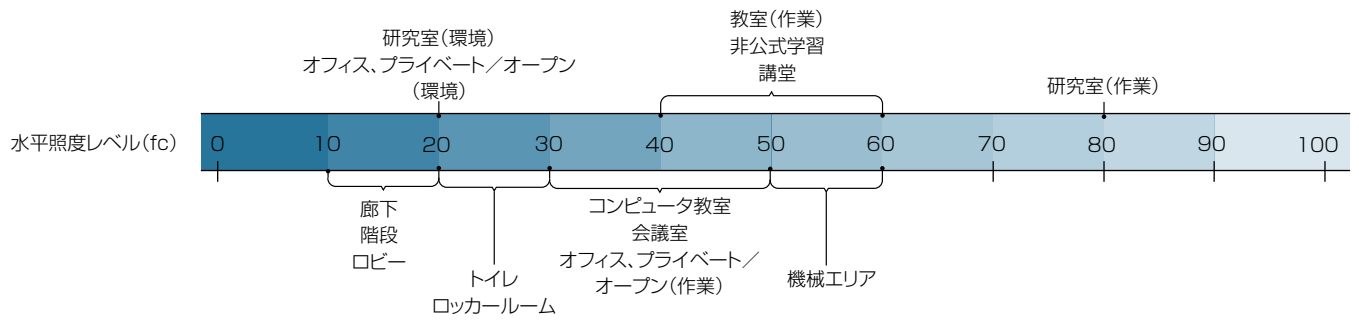 研究室（環境）
オフィス、プライベート／オープン
（環境）
教室（作業）
非公式学習
講堂
研究室（作業）
水平照度レベル（fc）
0 10 20 30 40 50 60 70 80 90 100
廊下
階段
ロビー
トイレ
ロッカールーム
コンピュータ教室
会議室
オフィス、プライベート／
オープン（作業）
機械エリア